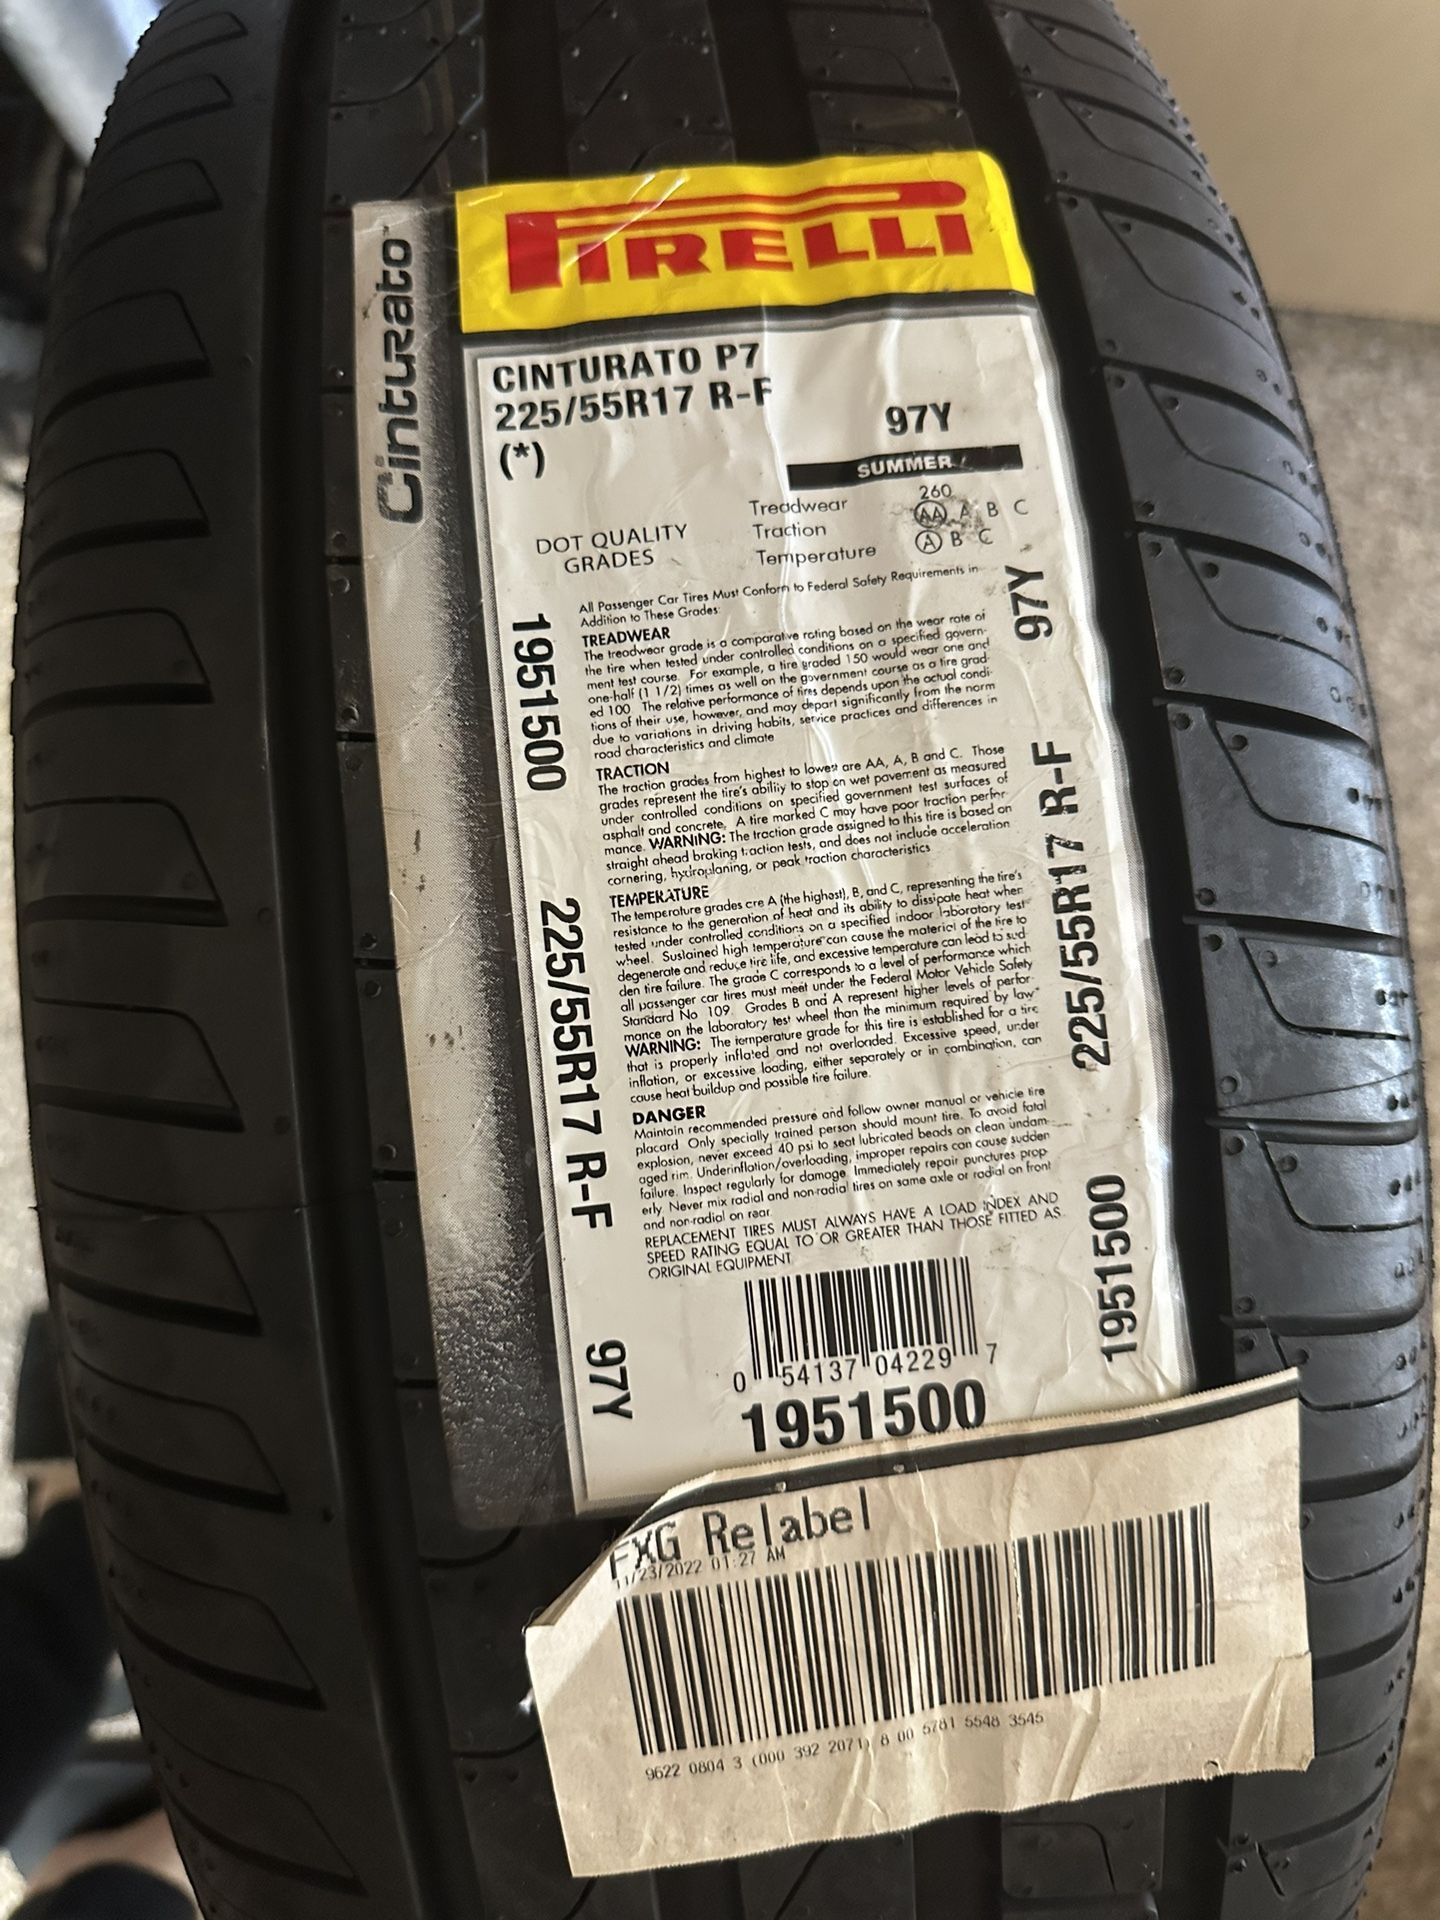 PIRELLI
Cinturato™
CINTURATO P7
225/55R17 R-F
97Y
(*)
SUMMER
DOT QUALITY
GRADES
Treadwear 260
Traction AA A B C
Temperature A B C
All Passenger Car Tires Must Conform to Federal Safety Requirements in
Addition to These Grades:
TREADWEAR
The treadwear grade is a comparative rating based on the wear rate of
the tire when tested under controlled conditions on a specified govern-
ment test course. For example, a tire graded 150 would wear one and
one-half (1 1/2) times as well on the government course as a tire grad-
ed 100. The relative performance of tires depends upon the actual condi-
tions of their use, however, and may depart significantly from the norm
due to variations in driving habits, service practices and differences in
road characteristics and climate
TRACTION
The traction grades from highest to lowest are AA, A, B and C. Those
grades represent the tire's ability to stop on wet pavement as measured
under controlled conditions on specified government test surfaces of
asphalt and concrete. A tire marked C may have poor traction perfor-
mance. WARNING: The traction grade assigned to this tire is based on
straight ahead braking traction tests, and does not include acceleration
cornering, hydroplaning, or peak traction characteristics
TEMPERATURE
The temperature grades are A (the highest), B, and C, representing the tire's
resistance to the generation of heat and its ability to dissipate heat when
tested under controlled conditions on a specified indoor laboratory test
wheel. Sustained high temperature can cause the material of the tire to
degenerate and reduce tire life, and excessive temperature can lead to sud-
den tire failure. The grade C corresponds to a level of performance which
all passenger car tires must meet under the Federal Motor Vehicle Safety
Standard No 109. Grades B and A represent higher levels of perfor-
mance on the laboratory test wheel than the minimum required by law
WARNING: The temperature grade for this tire is established for a tire
that is properly inflated and not overloaded. Excessive speed, under
inflation, or excessive loading, either separately or in combination, can
cause heat buildup and possible tire failure.
DANGER
Maintain recommended pressure and follow owner manual or vehicle tire
placard. Only specially trained person should mount tire. To avoid fatal
explosion, never exceed 40 psi to seat lubricated beads on clean undam-
aged rim. Underinflation/overloading, improper repairs can cause sudden
failure. Inspect regularly for damage. Immediately repair punctures prop-
erly. Never mix radial and non-radial tires on same axle or radial on front
and non-radial on rear.
REPLACEMENT TIRES MUST ALWAYS HAVE A LOAD INDEX AND
SPEED RATING EQUAL TO OR GREATER THAN THOSE FITTED AS
ORIGINAL EQUIPMENT
0 54137 04229 7
1951500
1951500 225/55R17 R-F 97Y
1951500 225/55R17 R-F 97Y
FXG Relabel
11/23/2022 01:27 AM
9622 0804 3 (000 392 2071) 8 00 5781 5548 3545